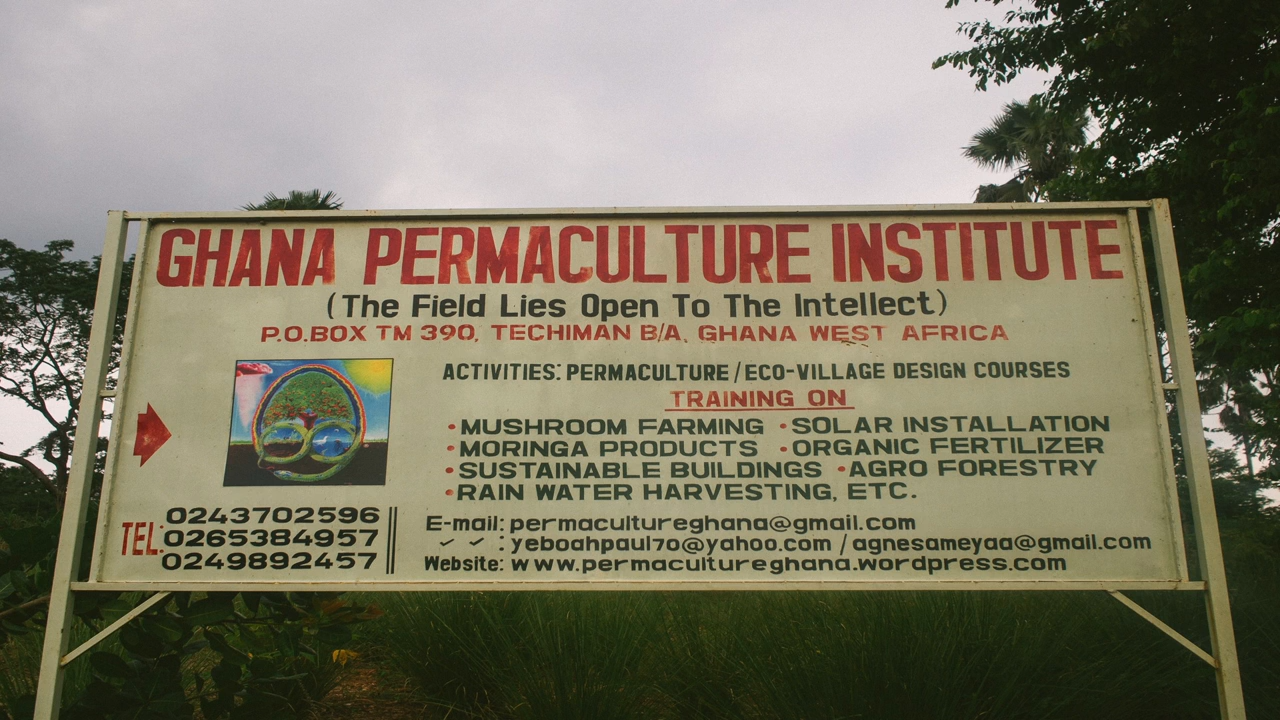 GHANA PERMACULTURE INSTITUTE
(The Field Lies Open To The Intellect)
P.O.BOX TM 390, TECHIMAN B/A, GHANA WEST AFRICA
ACTIVITIES: PERMACULTURE / ECO-VILLAGE DESIGN COURSES
TRAINING ON
• MUSHROOM FARMING • SOLAR INSTALLATION
• MORINGA PRODUCTS • ORGANIC FERTILIZER
• SUSTAINABLE BUILDINGS • AGRO FORESTRY
• RAIN WATER HARVESTING, ETC.
TEL: 0243702596
0265384957
0249892457
E-mail: permacultureghana@gmail.com
: yeboahpaul70@yahoo.com / agnesameyaa@gmail.com
Website: www.permacultureghana.wordpress.com